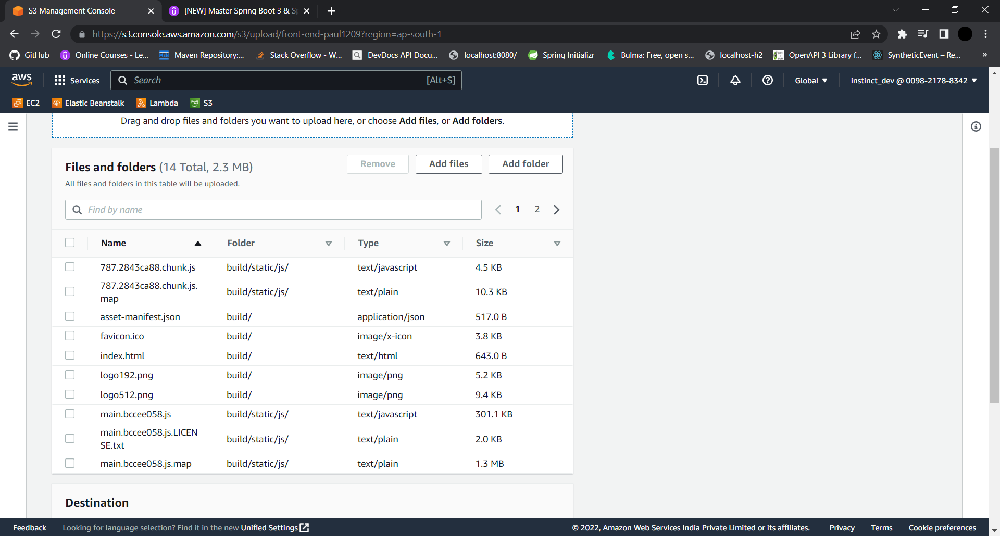 S3 Management Console
[NEW] Master Spring Boot 3 & Sp
https://s3.console.aws.amazon.com/s3/upload/front-end-paul1209?region=ap-south-1
GitHub Online Courses - Le... Maven Repository:... Stack Overflow - W... DevDocs API Docu... localhost:8080/ Spring Initializr Bulma: Free, open s... localhost-h2 OpenAPI 3 Library f... SyntheticEvent – Re... »
aws Services Search [Alt+S] Global instinct_dev @ 0098-2178-8342
EC2 Elastic Beanstalk Lambda S3
Drag and drop files and folders you want to upload here, or choose Add files, or Add folders.
Files and folders (14 Total, 2.3 MB) Remove Add files Add folder
All files and folders in this table will be uploaded.
Find by name 1 2
Name Folder Type Size
787.2843ca88.chunk.js build/static/js/ text/javascript 4.5 KB
787.2843ca88.chunk.js.
map build/static/js/ text/plain 10.3 KB
asset-manifest.json build/ application/json 517.0 B
favicon.ico build/ image/x-icon 3.8 KB
index.html build/ text/html 643.0 B
logo192.png build/ image/png 5.2 KB
logo512.png build/ image/png 9.4 KB
main.bccee058.js build/static/js/ text/javascript 301.1 KB
main.bccee058.js.LICEN
SE.txt build/static/js/ text/plain 2.0 KB
main.bccee058.js.map build/static/js/ text/plain 1.3 MB
Destination
Feedback Looking for language selection? Find it in the new Unified Settings © 2022, Amazon Web Services India Private Limited or its affiliates. Privacy Terms Cookie preferences